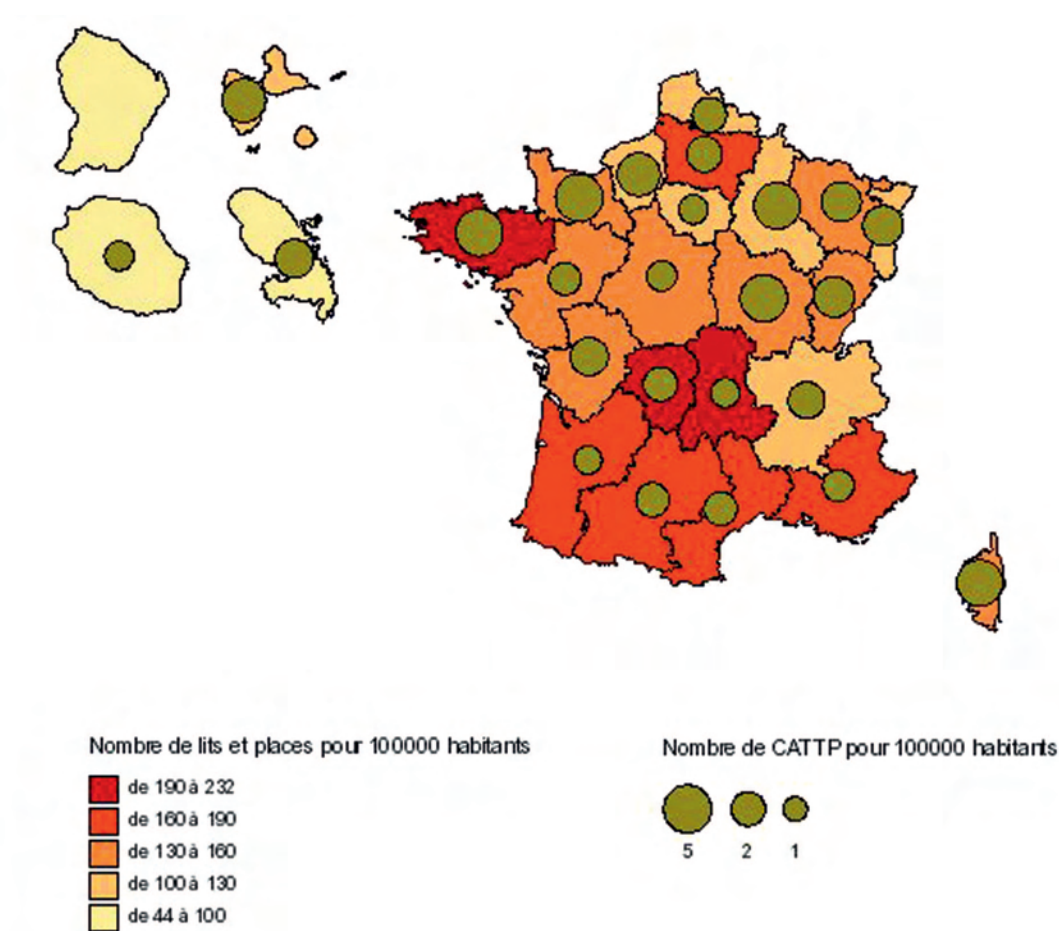 Nombre de lits et places pour 100000 habitants
de 190 à 232
de 160 à 190
de 130 à 160
de 100 à 130
de 44 à 100
Nombre de CATTP pour 100000 habitants
5 2 1